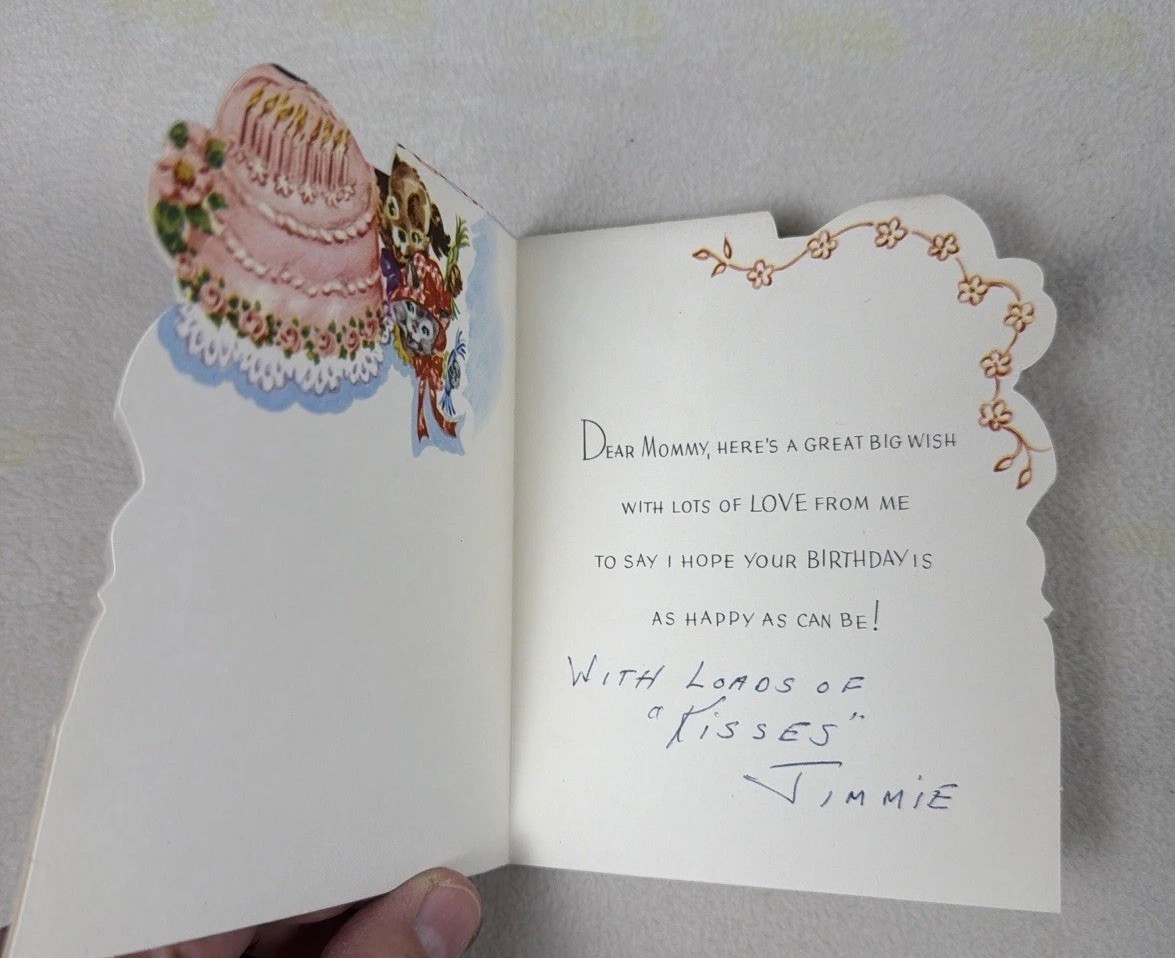 Dear Mommy, here's a great big wish
with lots of LOVE from me
to say I hope your BIRTHDAY is
as happy as can be!
WITH LOADS OF
"KiSSES"
JIMMiE